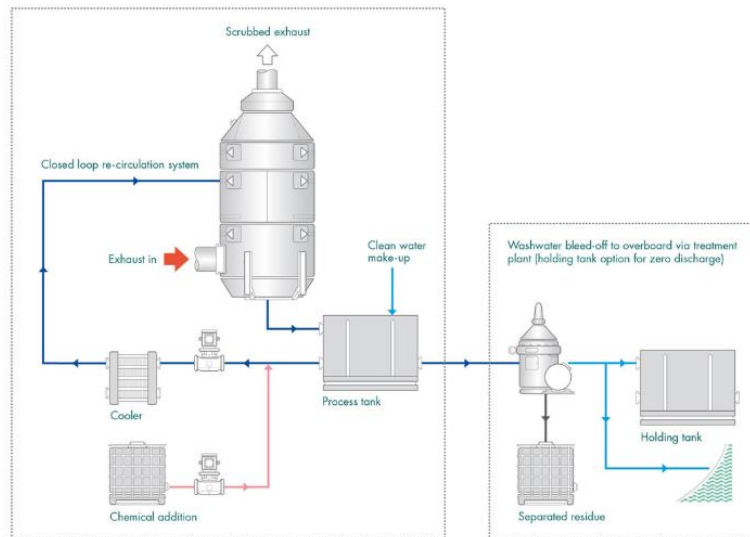 Scrubbed exhaust
Closed loop re-circulation system
Exhaust in
Clean water
make-up
Washwater bleed-off to overboard via treatment
plant (holding tank option for zero discharge)
Cooler
Process tank
Holding tank
Chemical addition
Separated residue